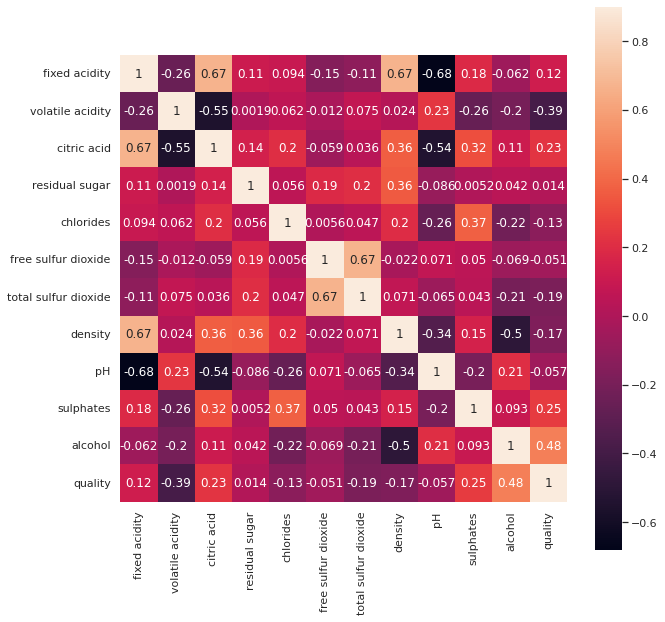 fixed acidity 1 -0.26 0.67 0.11 0.094 -0.15 -0.11 0.67 -0.68 0.18 -0.062 0.12
volatile acidity -0.26 1 -0.55 0.0019 0.062 -0.012 0.075 0.024 0.23 -0.26 -0.2 -0.39
citric acid 0.67 -0.55 1 0.14 0.2 -0.059 0.036 0.36 -0.54 0.32 0.11 0.23
residual sugar 0.11 0.0019 0.14 1 0.056 0.19 0.2 0.36 -0.086 0.0052 0.042 0.014
chlorides 0.094 0.062 0.2 0.056 1 0.0056 0.047 0.2 -0.26 0.37 -0.22 -0.13
free sulfur dioxide -0.15 -0.012 -0.059 0.19 0.0056 1 0.67 -0.022 0.071 0.05 -0.069 -0.051
total sulfur dioxide -0.11 0.075 0.036 0.2 0.047 0.67 1 0.071 -0.065 0.043 -0.21 -0.19
density 0.67 0.024 0.36 0.36 0.2 -0.022 0.071 1 -0.34 0.15 -0.5 -0.17
pH -0.68 0.23 -0.54 -0.086 -0.26 0.071 -0.065 -0.34 1 -0.2 0.21 -0.057
sulphates 0.18 -0.26 0.32 0.0052 0.37 0.05 0.043 0.15 -0.2 1 0.093 0.25
alcohol -0.062 -0.2 0.11 0.042 -0.22 -0.069 -0.21 -0.5 0.21 0.093 1 0.48
quality 0.12 -0.39 0.23 0.014 -0.13 -0.051 -0.19 -0.17 -0.057 0.25 0.48 1
fixed acidity
volatile acidity
citric acid
residual sugar
chlorides
free sulfur dioxide
total sulfur dioxide
density
pH
sulphates
alcohol
quality
0.8
0.6
0.4
0.2
0.0
−0.2
−0.4
−0.6